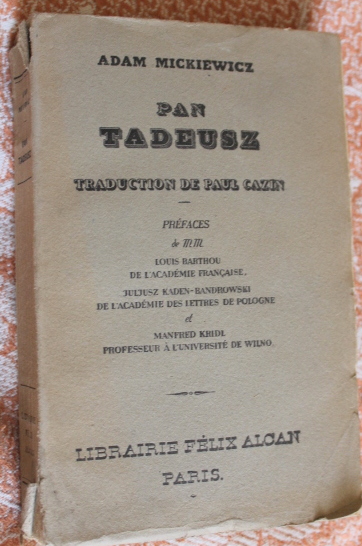 ADAM MICKIEWICZ
PAN
TADEUSZ
TRADUCTION DE PAUL CAZIN
PRÉFACES
de MM.
LOUIS BARTHOU
DE L'ACADÉMIE FRANÇAISE.
JULJUSZ KADEN-BANDROWSKI
DE L'ACADÉMIE DES LETTRES DE POLOGNE
et
MANFRED KRIDL
PROFESSEUR À L'UNIVERSITÉ DE WILNO.
LIBRAIRIE FÉLIX ALCAN
PARIS.